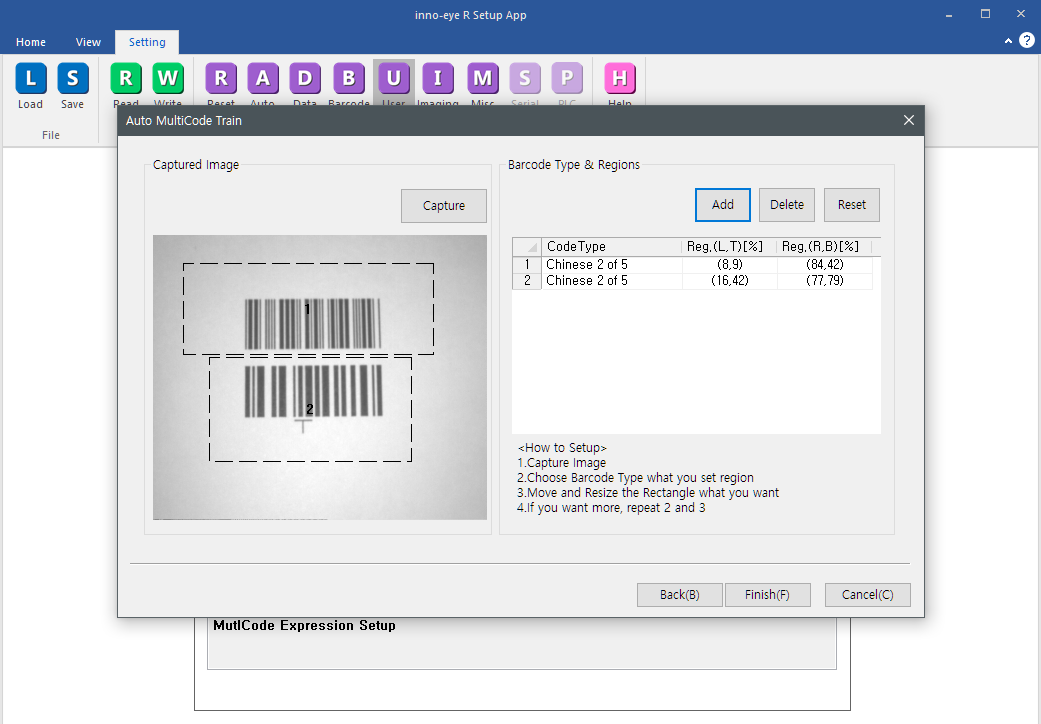 inno-eye R Setup App
Home View Setting
L S R W R A D B U I M S P H
Load Save Read Write Reset Auto Data Barcode User Imaging Misc. Serial PLC Help
File
Auto MultiCode Train
Captured Image
Capture
1
2
Barcode Type & Regions
Add Delete Reset
CodeType Reg.(L,T)[%] Reg.(R,B)[%]
1 Chinese 2 of 5 (8,9) (84,42)
2 Chinese 2 of 5 (16,42) (77,79)
<How to Setup>
1.Capture Image
2.Choose Barcode Type what you set region
3.Move and Resize the Rectangle what you want
4.If you want more, repeat 2 and 3
Back(B) Finish(F) Cancel(C)
MutlCode Expression Setup